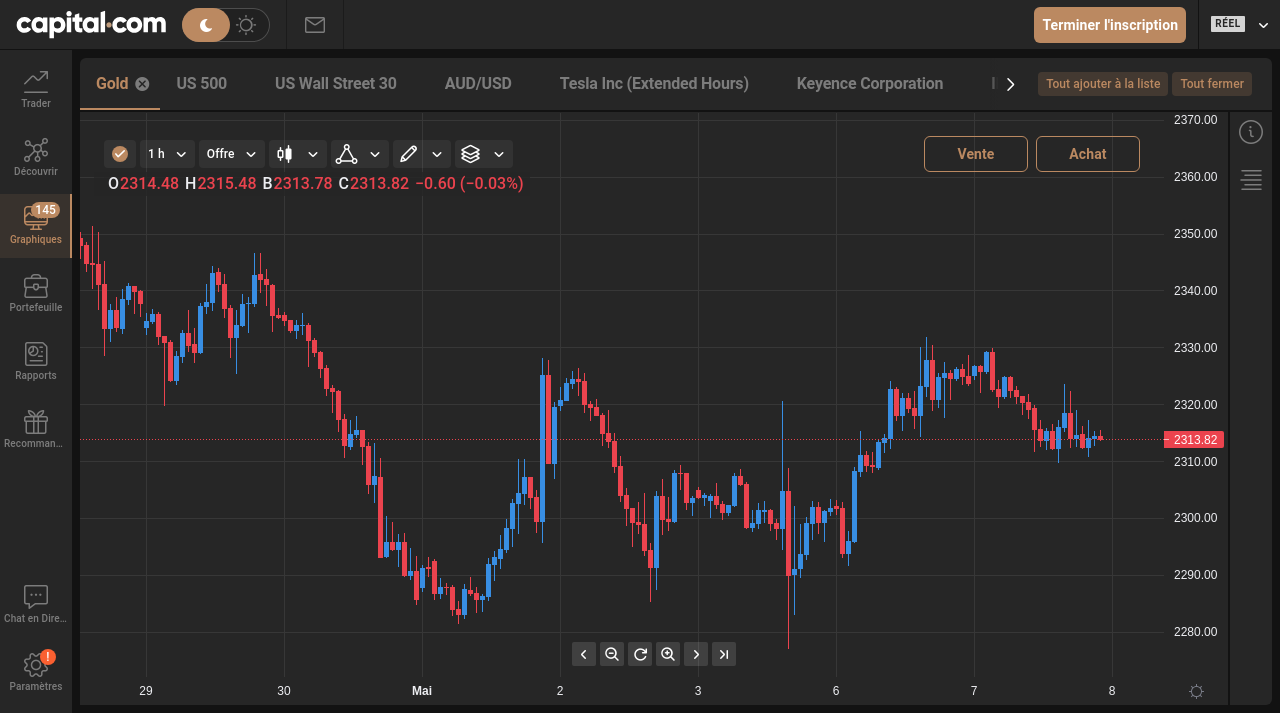 capital.com
Terminer l'inscription
RÉEL
Trader
Découvrir
145
Graphiques
Portefeuille
Rapports
Recomman...
Chat en Dire...
!
Paramètres
Gold
US 500
US Wall Street 30
AUD/USD
Tesla Inc (Extended Hours)
Keyence Corporation
Tout ajouter à la liste
Tout fermer
1 h
Offre
Vente
Achat
O2314.48 H2315.48 B2313.78 C2313.82 −0.60 (−0.03%)
2370.00
2360.00
2350.00
2340.00
2330.00
2320.00
2313.82
2310.00
2300.00
2290.00
2280.00
29 30 Mai 2 3 6 7 8